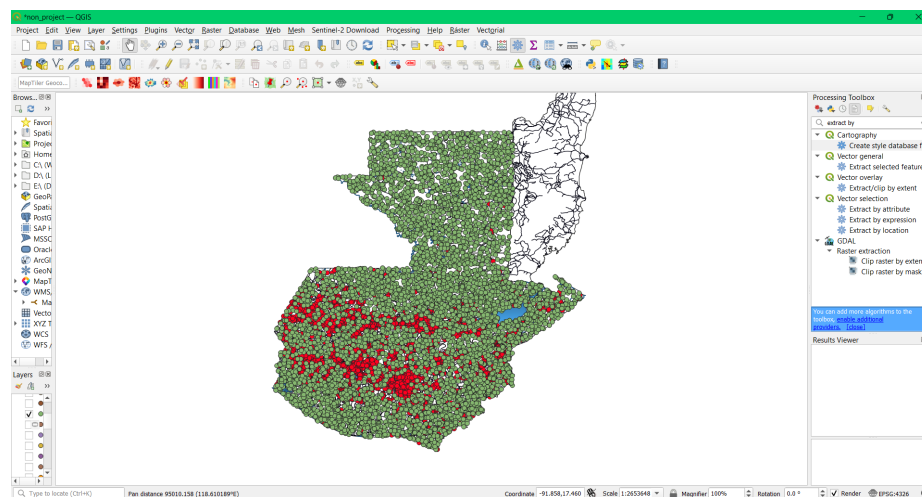 *non_project — QGIS
Project Edit View Layer Settings Plugins Vector Raster Database Web Mesh Sentinel-2 Download Processing Help Raster Vectorial
MapTiler Geoco...
Brows...
Favori
Spatia
Projec
Home
C:\ (W
D:\ (L
E:\ (D
GeoPa
Spatia
PostG
SAP H
MSSC
Oracle
ArcGI
GeoN
MapT
WMS/
Ma
Vecto
XYZ T
WCS
WFS /
Layers
Processing Toolbox
extract by
Cartography
Create style database f
Vector general
Extract selected feature
Vector overlay
Extract/clip by extent
Vector selection
Extract by attribute
Extract by expression
Extract by location
GDAL
Raster extraction
Clip raster by exten
Clip raster by mask
You can add more algorithms to the
toolbox, enable additional
providers. [close]
Results Viewer
Type to locate (Ctrl+K) Pan distance 95010.158 (118.610189°E) Coordinate -91.858,17.460 Scale 1:2653648 Magnifier 100% Rotation 0.0 ° Render EPSG:4326